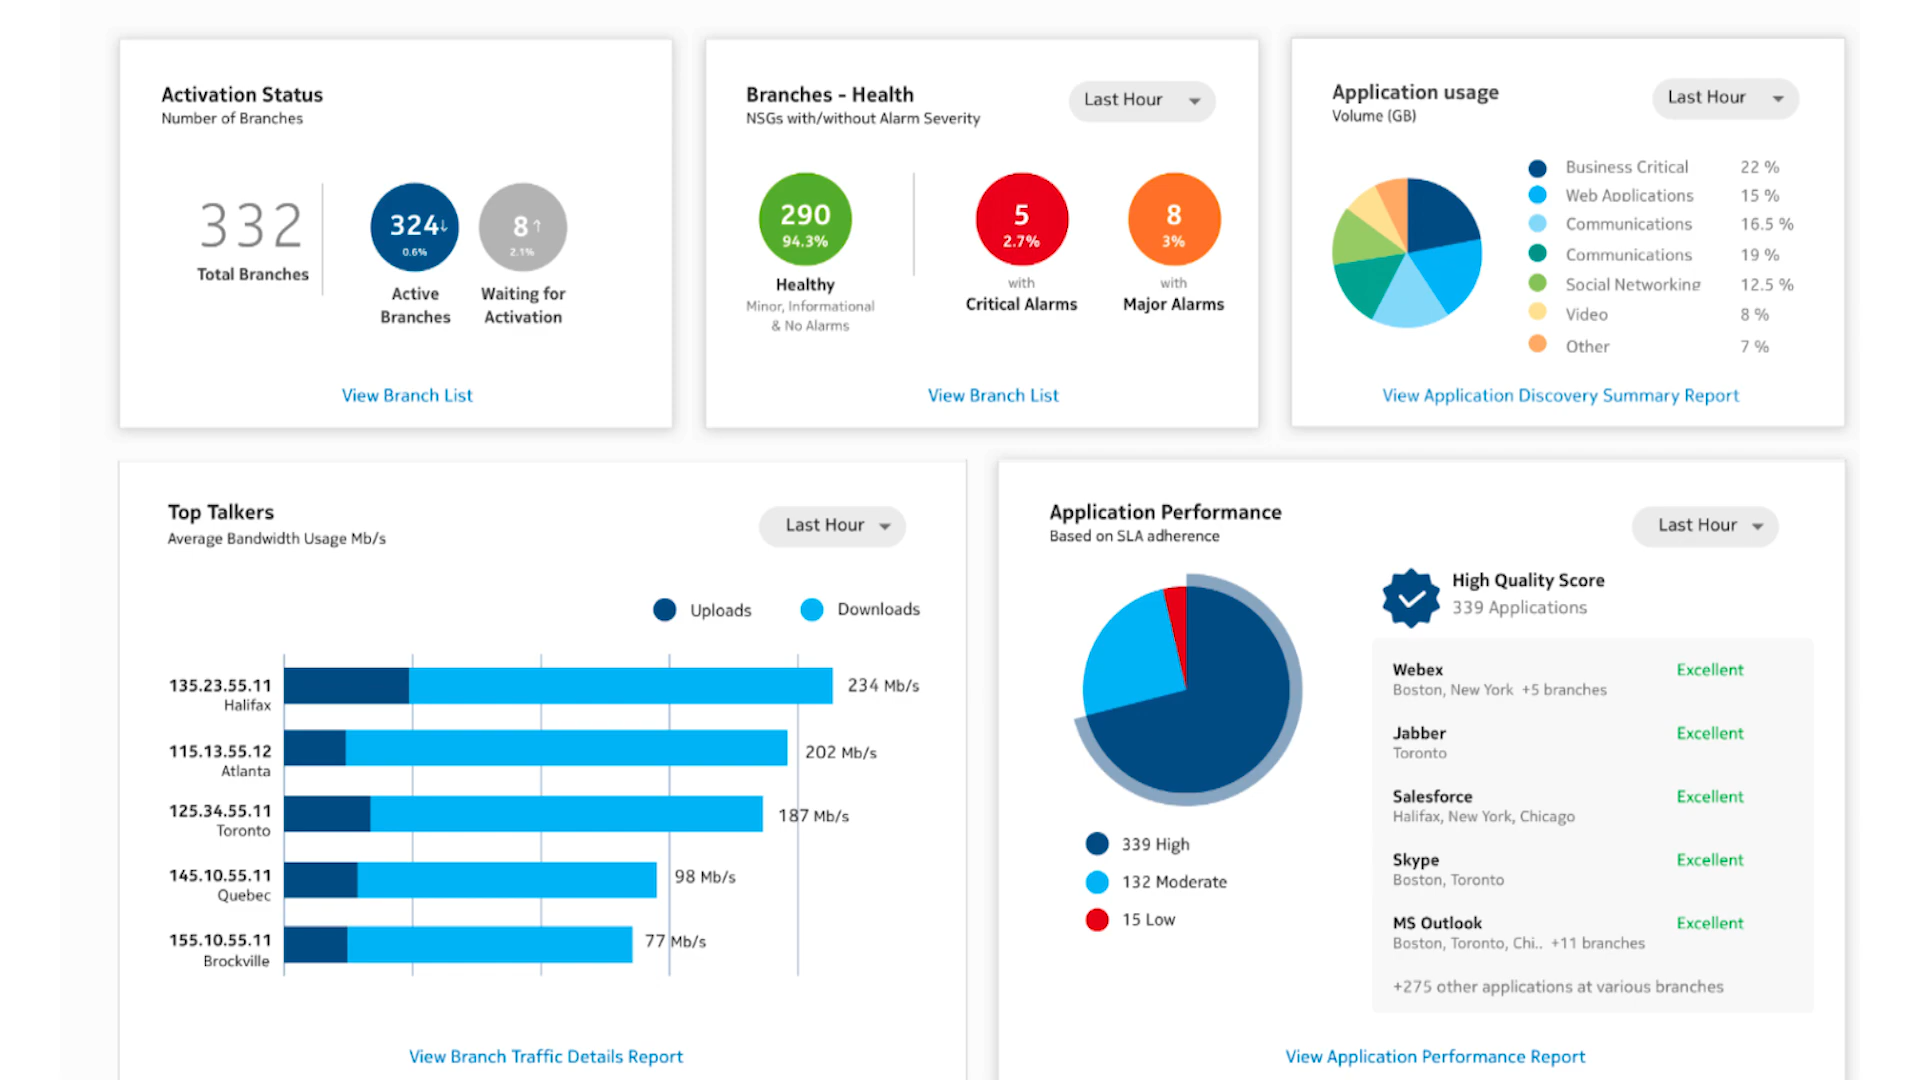 Activation Status
Number of Branches
332
Total Branches
324↓
0.6%
Active
Branches
8↑
2.1%
Waiting for
Activation
View Branch List
Branches - Health
NSGs with/without Alarm Severity
Last Hour
290
94.3%
Healthy
Minor, Informational
& No Alarms
5
2.7%
with
Critical Alarms
8
3%
with
Major Alarms
View Branch List
Application usage
Volume (GB)
Last Hour
Business Critical 22 %
Web Applications 15 %
Communications 16.5 %
Communications 19 %
Social Networking 12.5 %
Video 8 %
Other 7 %
View Application Discovery Summary Report
Top Talkers
Average Bandwidth Usage Mb/s
Last Hour
Uploads Downloads
135.23.55.11
Halifax
234 Mb/s
115.13.55.12
Atlanta
202 Mb/s
125.34.55.11
Toronto
187 Mb/s
145.10.55.11
Quebec
98 Mb/s
155.10.55.11
Brockville
77 Mb/s
View Branch Traffic Details Report
Application Performance
Based on SLA adherence
Last Hour
339 High
132 Moderate
15 Low
High Quality Score
339 Applications
Webex Excellent
Boston, New York +5 branches
Jabber Excellent
Toronto
Salesforce Excellent
Halifax, New York, Chicago
Skype Excellent
Boston, Toronto
MS Outlook Excellent
Boston, Toronto, Chi.. +11 branches
+275 other applications at various branches
View Application Performance Report